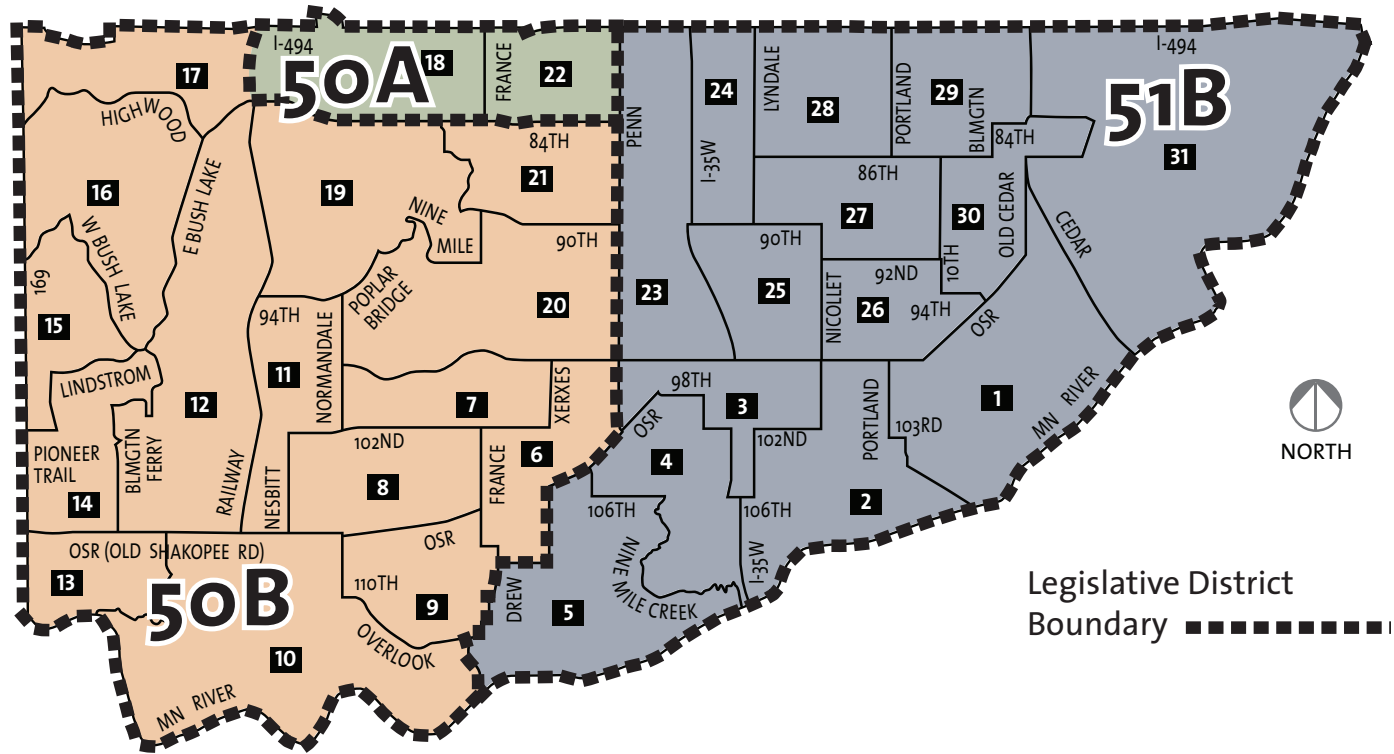 I-494
50A
18
FRANCE
22
17
HIGHWOOD
16
E BUSH LAKE
W BUSH LAKE
169
15
19
NINE
MILE
84TH
21
90TH
POPLAR
BRIDGE
20
94TH
11
NORMANDALE
LINDSTROM
12
7
XERXES
102ND
8
FRANCE
6
PIONEER
TRAIL
14
BLMGTN
FERRY
RAILWAY
NESBITT
OSR (OLD SHAKOPEE RD)
13
50B
10
MN RIVER
110TH
OSR
9
OVERLOOK
PENN
24
I-35W
LYNDALE
28
PORTLAND
29
BLMGTN
84TH
I-494
51B
31
86TH
27
30
OLD CEDAR
CEDAR
10TH
23
90TH
25
NICOLLET
92ND
26
94TH
OSR
98TH
3
OSR
4
102ND
PORTLAND
103RD
1
MN RIVER
106TH
106TH
2
I-35W
NINE MILE CREEK
DREW
5
NORTH
Legislative District
Boundary